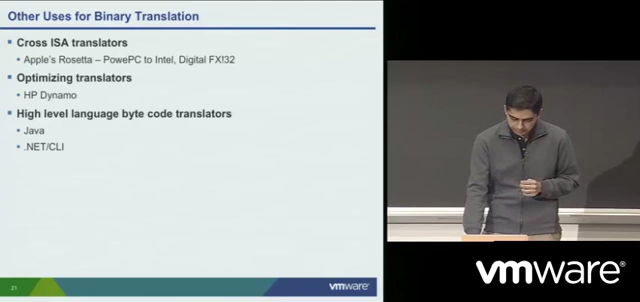 Other Uses for Binary Translation
▪ Cross ISA translators
• Apple's Rosetta – PowePC to Intel, Digital FX!32
▪ Optimizing translators
• HP Dynamo
▪ High level language byte code translators
• Java
• .NET/CLI
21
vmware
vmware®